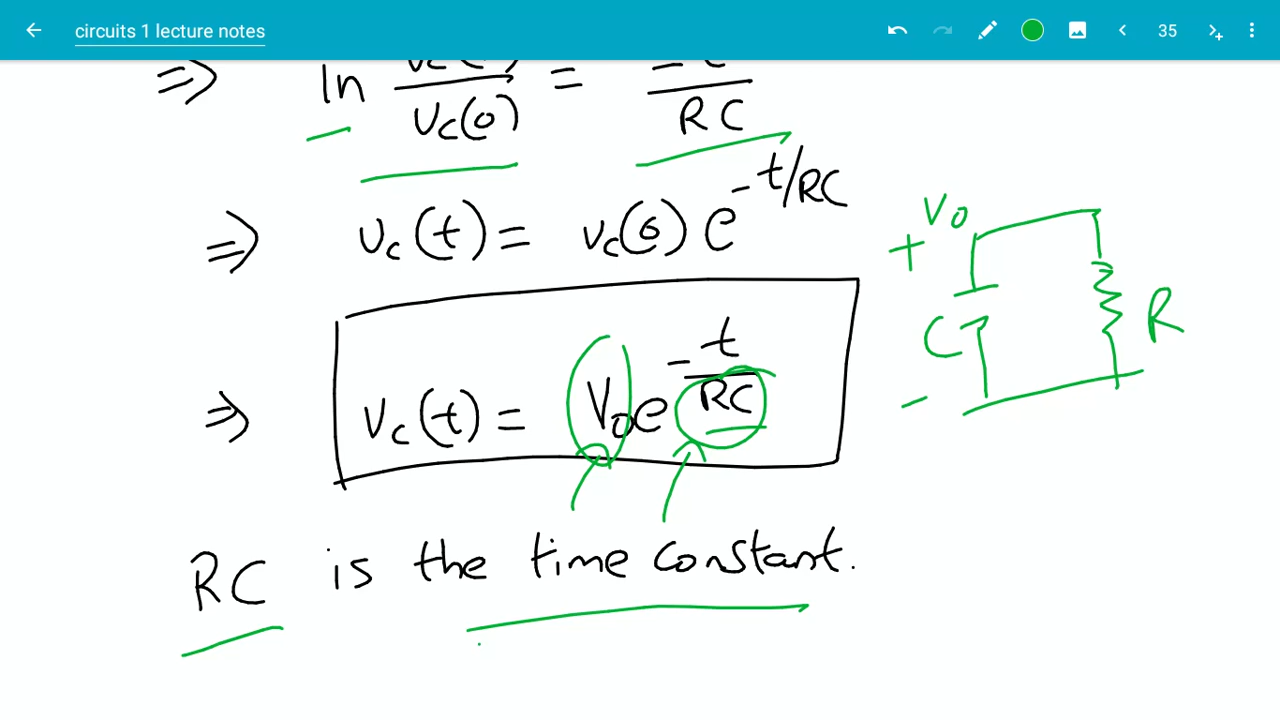 circuits 1 lecture notes
35
⇒ ln / Vc(0) = / RC
⇒ Vc(t) = Vc(0) e^-t/RC
⇒ Vc(t) = V0 e^-t/RC
RC is the time constant.
+ V0
C
R
-